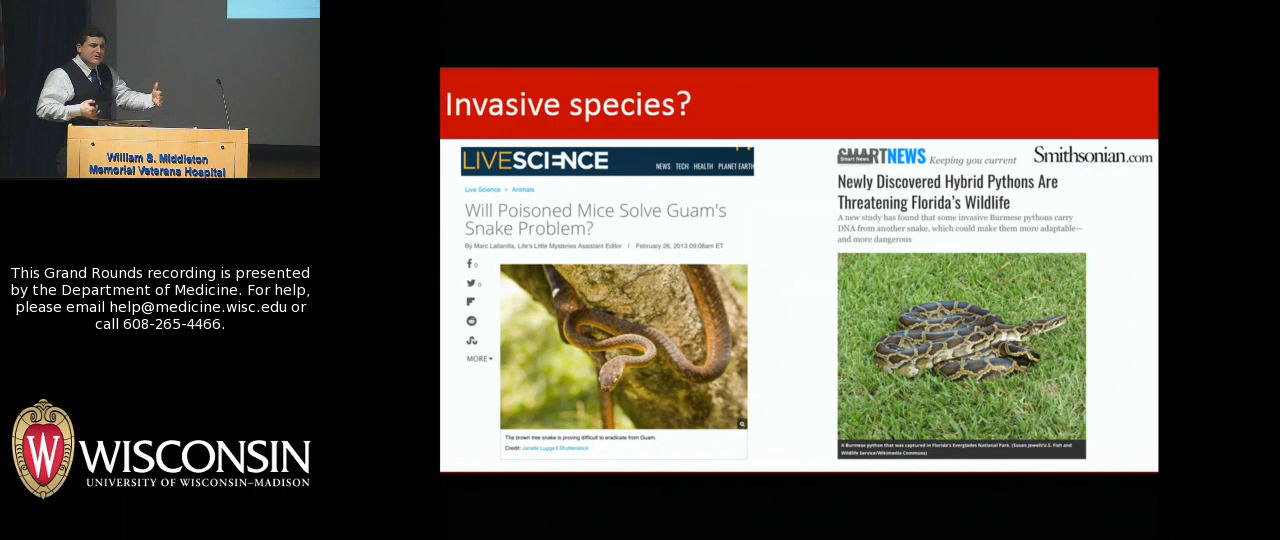 William S. Middleton
Memorial Veterans Hospital
This Grand Rounds recording is presented
by the Department of Medicine. For help,
please email help@medicine.wisc.edu or
call 608-265-4466.
W
WISCONSIN
UNIVERSITY OF WISCONSIN–MADISON
Invasive species?
LIVESCIENCE
NEWS TECH HEALTH PLANET EARTH
Live Science > Animals
Will Poisoned Mice Solve Guam's
Snake Problem?
By Marc Lallanilla, Life's Little Mysteries Assistant Editor | February 26, 2013 09:08am ET
0
0
MORE
The brown tree snake is proving difficult to eradicate from Guam.
Credit: Janelle Lugge | Shutterstock
SMARTNEWS Keeping you current
Smart News
Smithsonian.com
Newly Discovered Hybrid Pythons Are
Threatening Florida's Wildlife
A new study has found that some invasive Burmese pythons carry
DNA from another snake, which could make them more adaptable—
and more dangerous
A Burmese python that was captured in Florida's Everglades National Park. (Susan Jewell/U.S. Fish and
Wildlife Service/Wikimedia Commons)